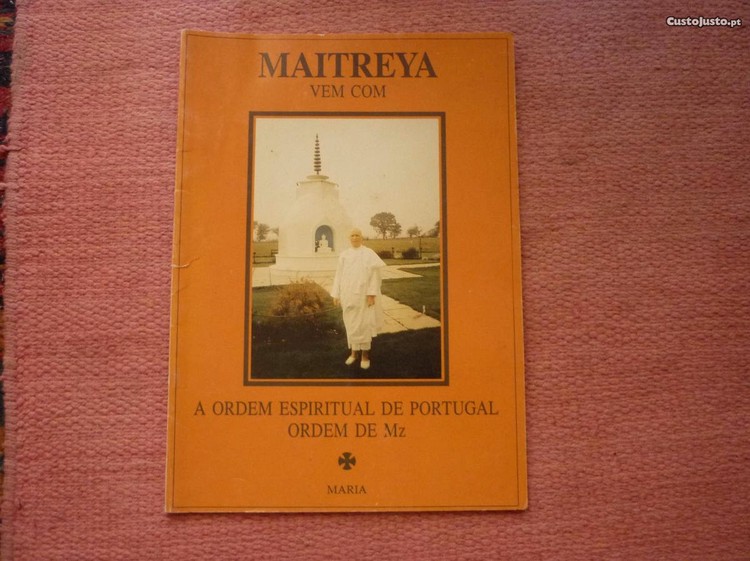 CustoJusto.pt
MAITREYA
VEM COM
A ORDEM ESPIRITUAL DE PORTUGAL
ORDEM DE Mz
MARIA